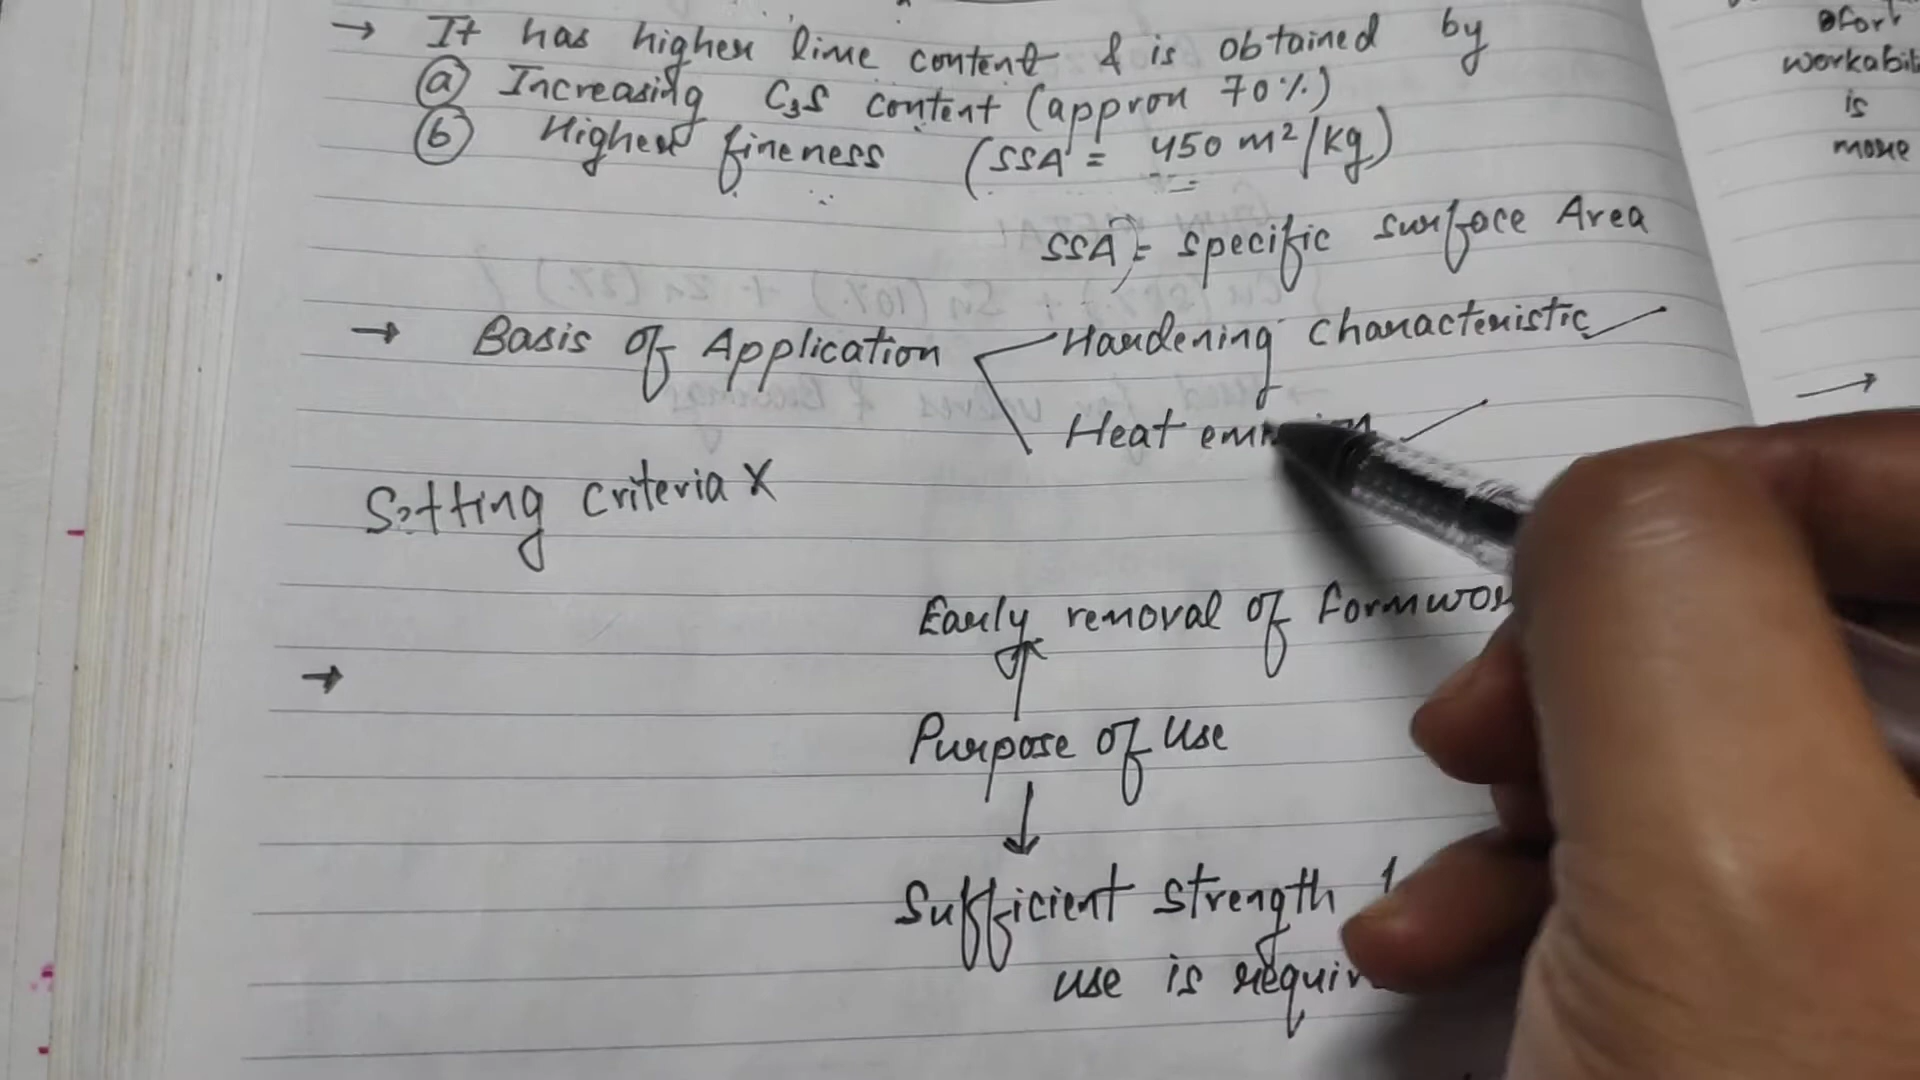 → It has higher lime content & is obtained by
ⓐ Increasing C₃S content (approx 70%)
ⓑ Highest fineness (SSA = 450 m²/kg)
SSA = specific surface Area
→ Basis of Application
Hardening characteristic
Heat
Setting criteria X
Early removal of
→
Purpose of use
Sufficient strength
use is
for
workabil
is
more
→